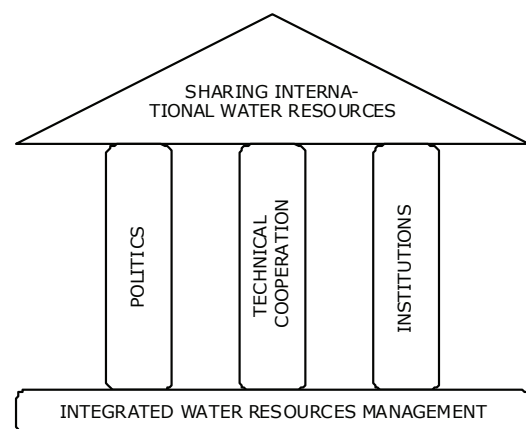 SHARING INTERNA-
TIONAL WATER RESOURCES
POLITICS
TECHNICAL
COOPERATION
INSTITUTIONS
INTEGRATED WATER RESOURCES MANAGEMENT